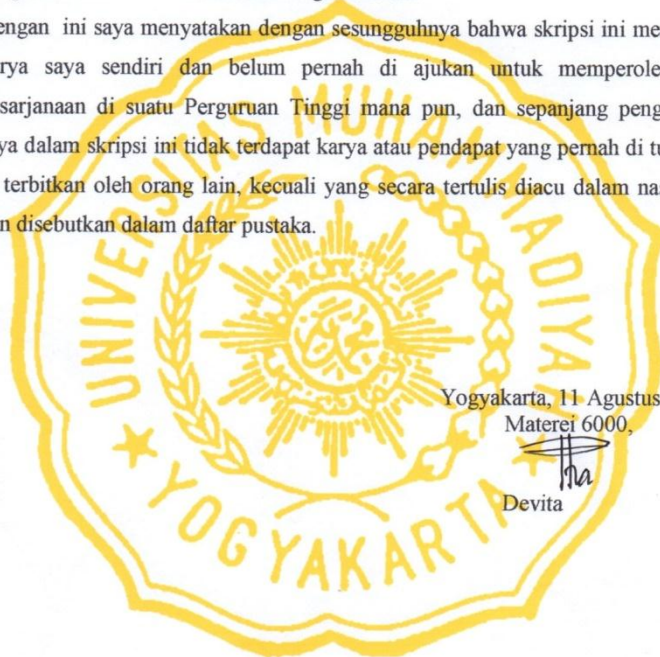 engan ini saya menyatakan dengan sesungguhnya bahwa skripsi ini me
rya saya sendiri dan belum pernah di ajukan untuk memperole
sarjanaan di suatu Perguruan Tinggi mana pun, dan sepanjang peng
ya dalam skripsi ini tidak terdapat karya atau pendapat yang pernah di tu
terbitkan oleh orang lain, kecuali yang secara tertulis diacu dalam na
n disebutkan dalam daftar pustaka.
UNIVERSITAS MUHAMMADIYAH
YOGYAKARTA
Yogyakarta, 11 Agustus
Materei 6000,
Devita